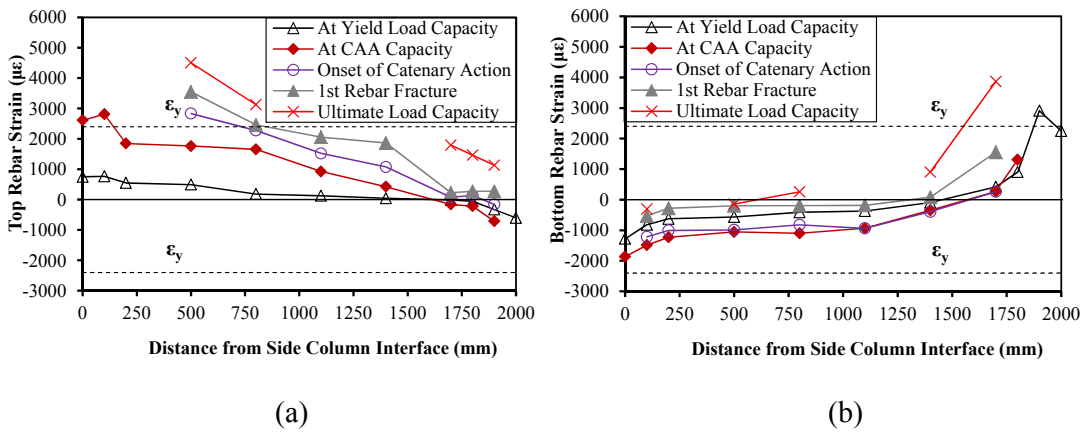 6000
5000
4000
3000
2000
1000
0
-1000
-2000
-3000
Top Rebar Strain (με)
At Yield Load Capacity
At CAA Capacity
Onset of Catenary Action
1st Rebar Fracture
Ultimate Load Capacity
εy
εy
0 250 500 750 1000 1250 1500 1750 2000
Distance from Side Column Interface (mm)
(a)
6000
5000
4000
3000
2000
1000
0
-1000
-2000
-3000
Bottom Rebar Strain (με)
At Yield Load Capacity
At CAA Capacity
Onset of Catenary Action
1st Rebar Fracture
Ultimate Load Capacity
εy
εy
0 250 500 750 1000 1250 1500 1750 2000
Distance from Side Column Interface (mm)
(b)